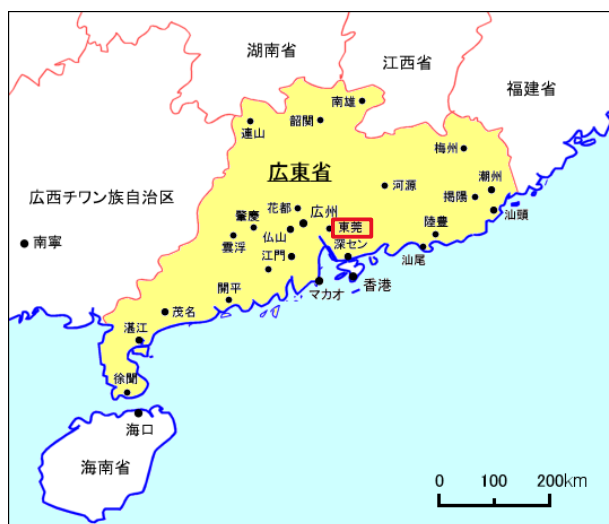 湖南省
江西省
福建省
南雄
韶関
連山
梅州
広東省
河源
潮州
掲陽
汕頭
広西チワン族自治区
花都
広州
肇慶
仏山
東莞
陸豊
南寧
雲浮
江門
深セン
汕尾
開平
マカオ
香港
茂名
湛江
徐聞
海口
海南省
0 100 200km